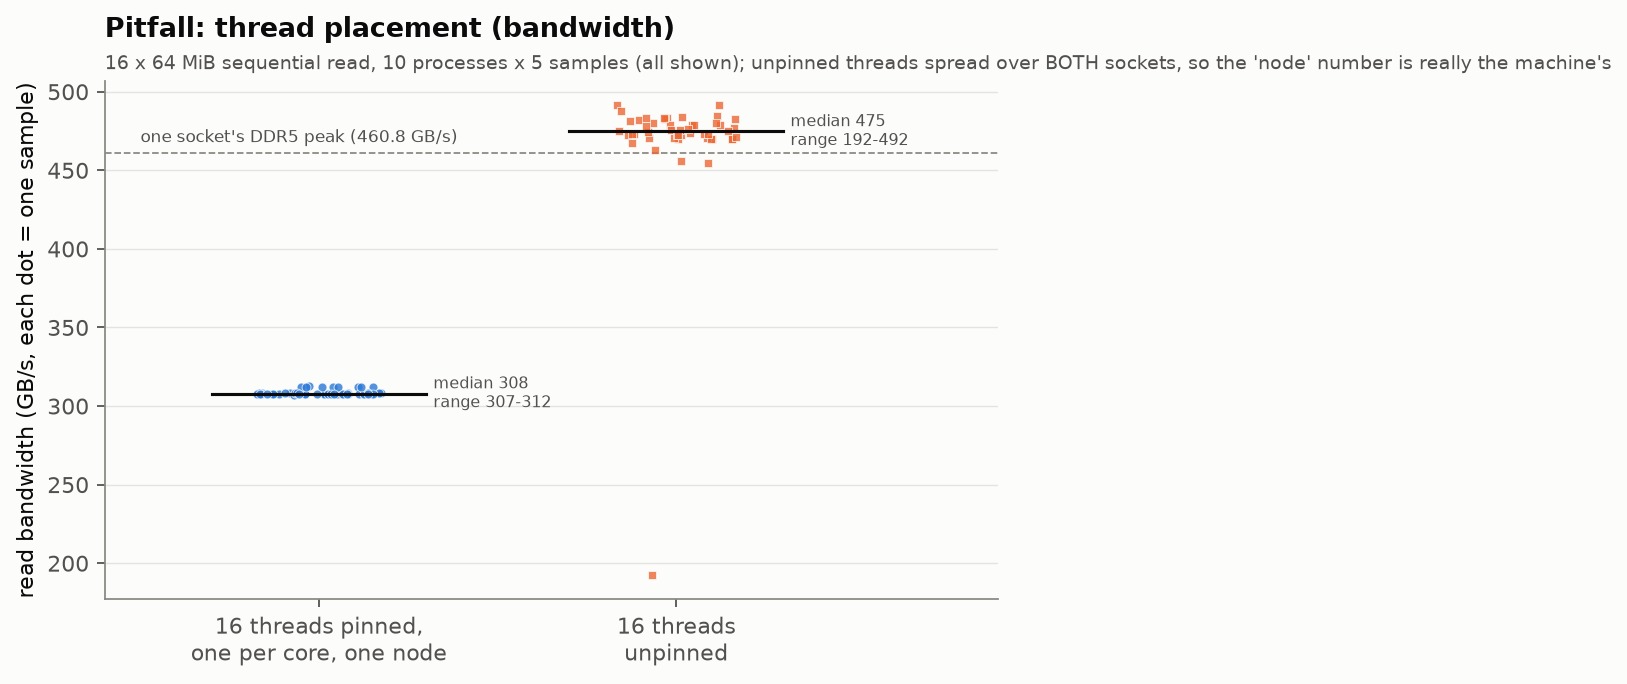 Pitfall: thread placement (bandwidth)
16 x 64 MiB sequential read, 10 processes x 5 samples (all shown); unpinned threads spread over BOTH sockets, so the 'node' number is really the machine's
read bandwidth (GB/s, each dot = one sample)
500
450
400
350
300
250
200
one socket's DDR5 peak (460.8 GB/s)
median 475
range 192-492
median 308
range 307-312
16 threads pinned,
one per core, one node
16 threads
unpinned